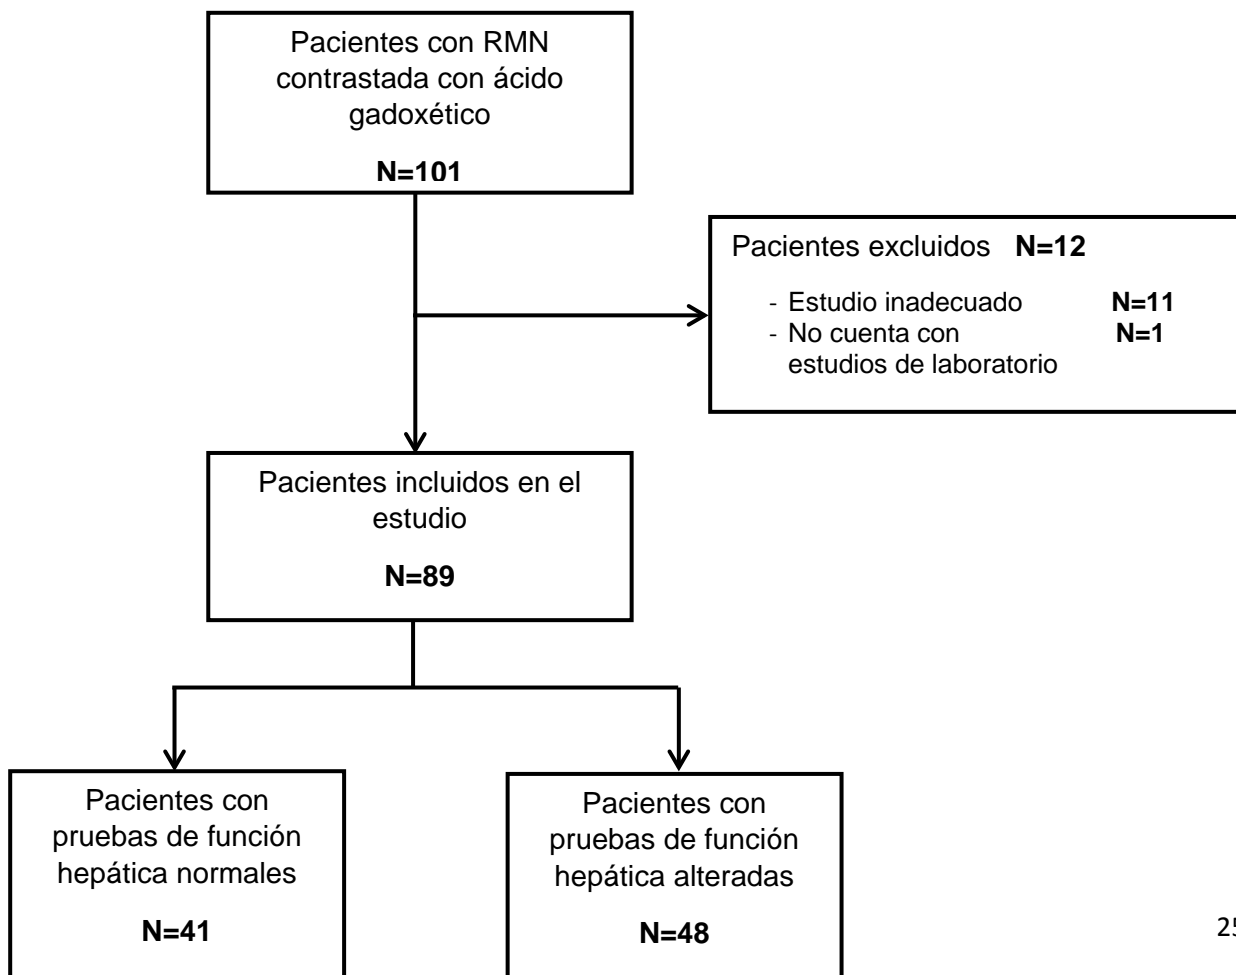 Pacientes con RMN
contrastada con ácido
gadoxético
N=101
Pacientes excluidos N=12
- Estudio inadecuado N=11
- No cuenta con N=1
estudios de laboratorio
Pacientes incluidos en el
estudio
N=89
Pacientes con
pruebas de función
hepática normales
N=41
Pacientes con
pruebas de función
hepática alteradas
N=48
25